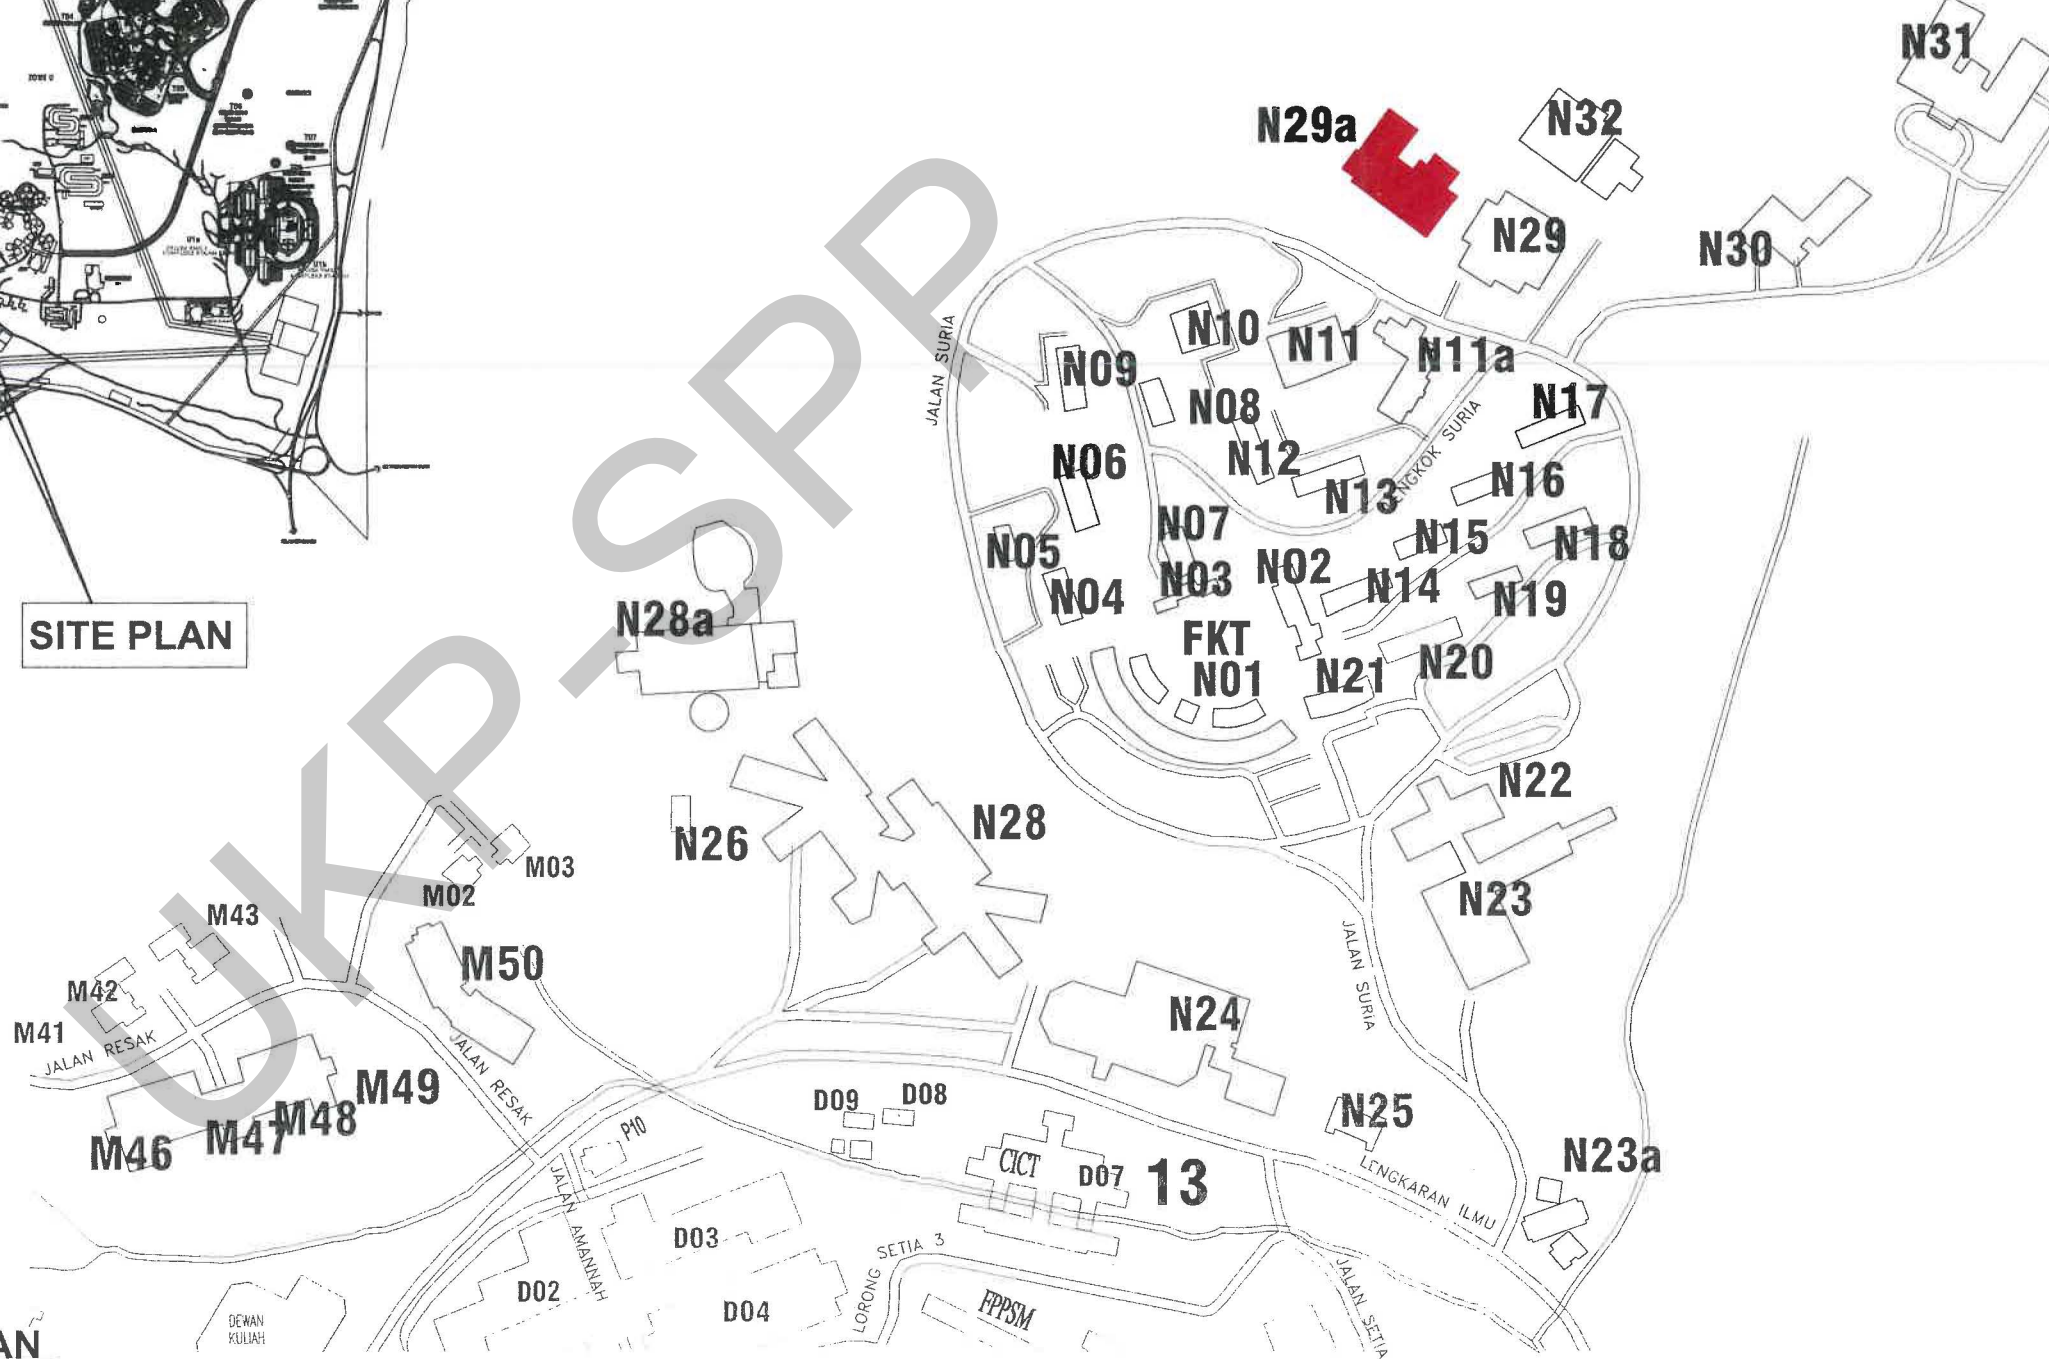 N31
N29a
N32
N29
N30
JALAN SURIA
N10
N11
N11a
N09
N08
N17
LENGKOK SURIA
N06
N12
N13
N16
N07
N15
N18
N05
N02
N03
N14
N04
N19
SITE PLAN
N28a
FKT
N01
N21
N20
N22
N28
N26
M03
M02
N23
M43
M50
JALAN SURIA
M42
N24
M41
JALAN RESAK
JALAN RESAK
M49
D09
D08
M48
N25
P10
M47
M46
N23a
CICT
D07
13
LENGKARAN ILMU
JALAN AMANNAH
D03
LORONG SETIA 3
D02
D04
FPPSM
JALAN SETIA
DEWAN
KULIAH
AN
UKP-SPP